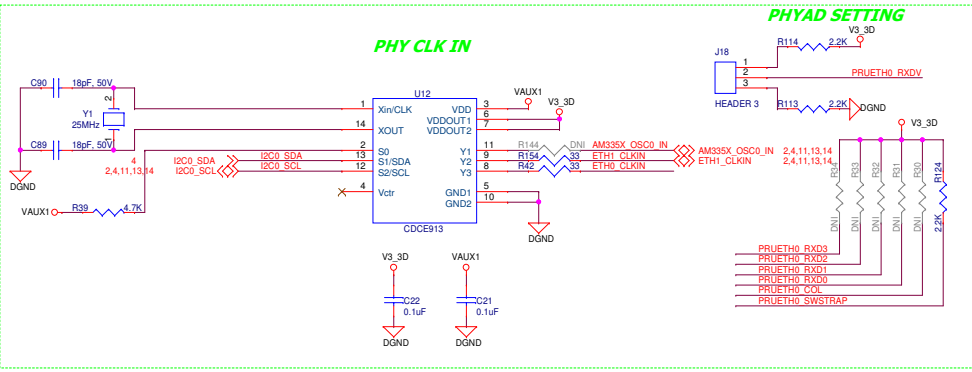 PHYAD SETTING
PHY CLK IN
R114 2.2K V3_3D
J18
1
2
3
PRUETH0_RXDV
HEADER 3
R113 2.2K DGND
C90 18pF, 50V
Y1
25MHz
2
1
C89 18pF, 50V
DGND
U12
1 Xin/CLK
14 XOUT
2 S0
13 S1/SDA
12 S2/SCL
4 Vctr
VDD 3
VDDOUT1 6
VDDOUT2 7
Y1 11
Y2 9
Y3 8
GND1 5
GND2 10
CDCE913
VAUX1
V3_3D
R144 DNI AM335X_OSC0_IN
R154 33 ETH1_CLKIN
R42 33 ETH0_CLKIN
AM335X_OSC0_IN 2,4,11,13,14
ETH1_CLKIN 2,4,11,13,14
4 I2C0_SDA I2C0_SDA
2,4,11,13,14 I2C0_SCL I2C0_SCL
VAUX1 R39 4.7K
DGND
V3_3D
C22
0.1uF
DGND
VAUX1
C21
0.1uF
DGND
V3_3D
R34 R33 R32 R31 R30 R124
DNI DNI DNI DNI DNI 2.2K
PRUETH0_RXD3
PRUETH0_RXD2
PRUETH0_RXD1
PRUETH0_RXD0
PRUETH0_COL
PRUETH0_SWSTRAP